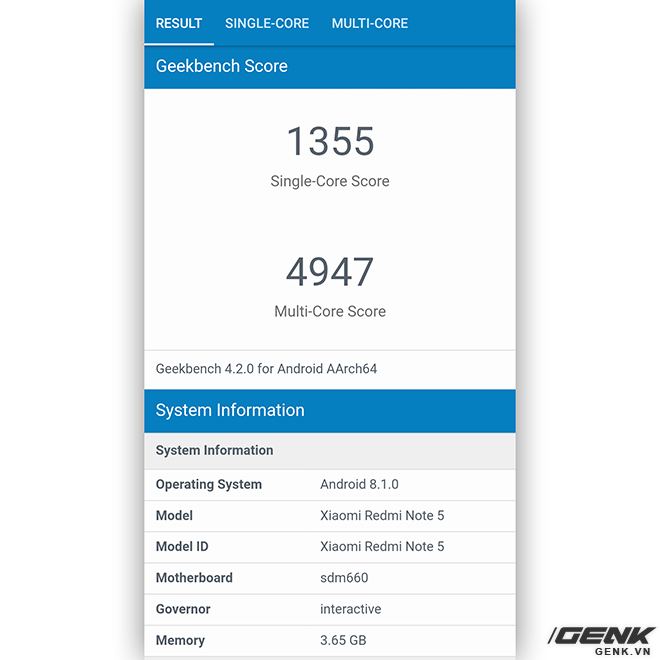 RESULT SINGLE-CORE MULTI-CORE
Geekbench Score
1355
Single-Core Score
4947
Multi-Core Score
Geekbench 4.2.0 for Android AArch64
System Information
System Information
Operating System Android 8.1.0
Model Xiaomi Redmi Note 5
Model ID Xiaomi Redmi Note 5
Motherboard sdm660
Governor interactive
Memory 3.65 GB
GENK
GENK.VN